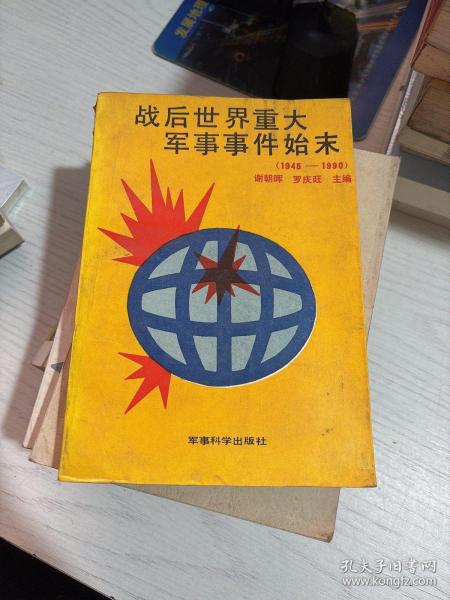 战后世界重大
军事事件始末
(1945—1990)
谢朝晖 罗庆旺 主编
军事科学出版社
孔夫子旧书网
www.kongfz.com